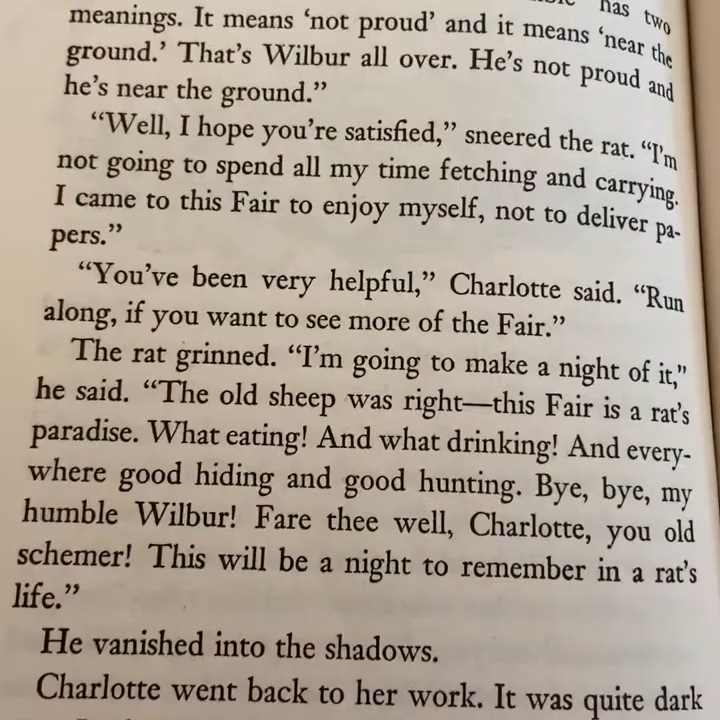 has two
meanings. It means ‘not proud’ and it means ‘near the
ground.’ That’s Wilbur all over. He’s not proud and
he’s near the ground.”
“Well, I hope you’re satisfied,” sneered the rat. “I’m
not going to spend all my time fetching and carrying.
I came to this Fair to enjoy myself, not to deliver pa-
pers.”
“You’ve been very helpful,” Charlotte said. “Run
along, if you want to see more of the Fair.”
The rat grinned. “I’m going to make a night of it,”
he said. “The old sheep was right—this Fair is a rat’s
paradise. What eating! And what drinking! And every-
where good hiding and good hunting. Bye, bye, my
humble Wilbur! Fare thee well, Charlotte, you old
schemer! This will be a night to remember in a rat’s
life.”
He vanished into the shadows.
Charlotte went back to her work. It was quite dark